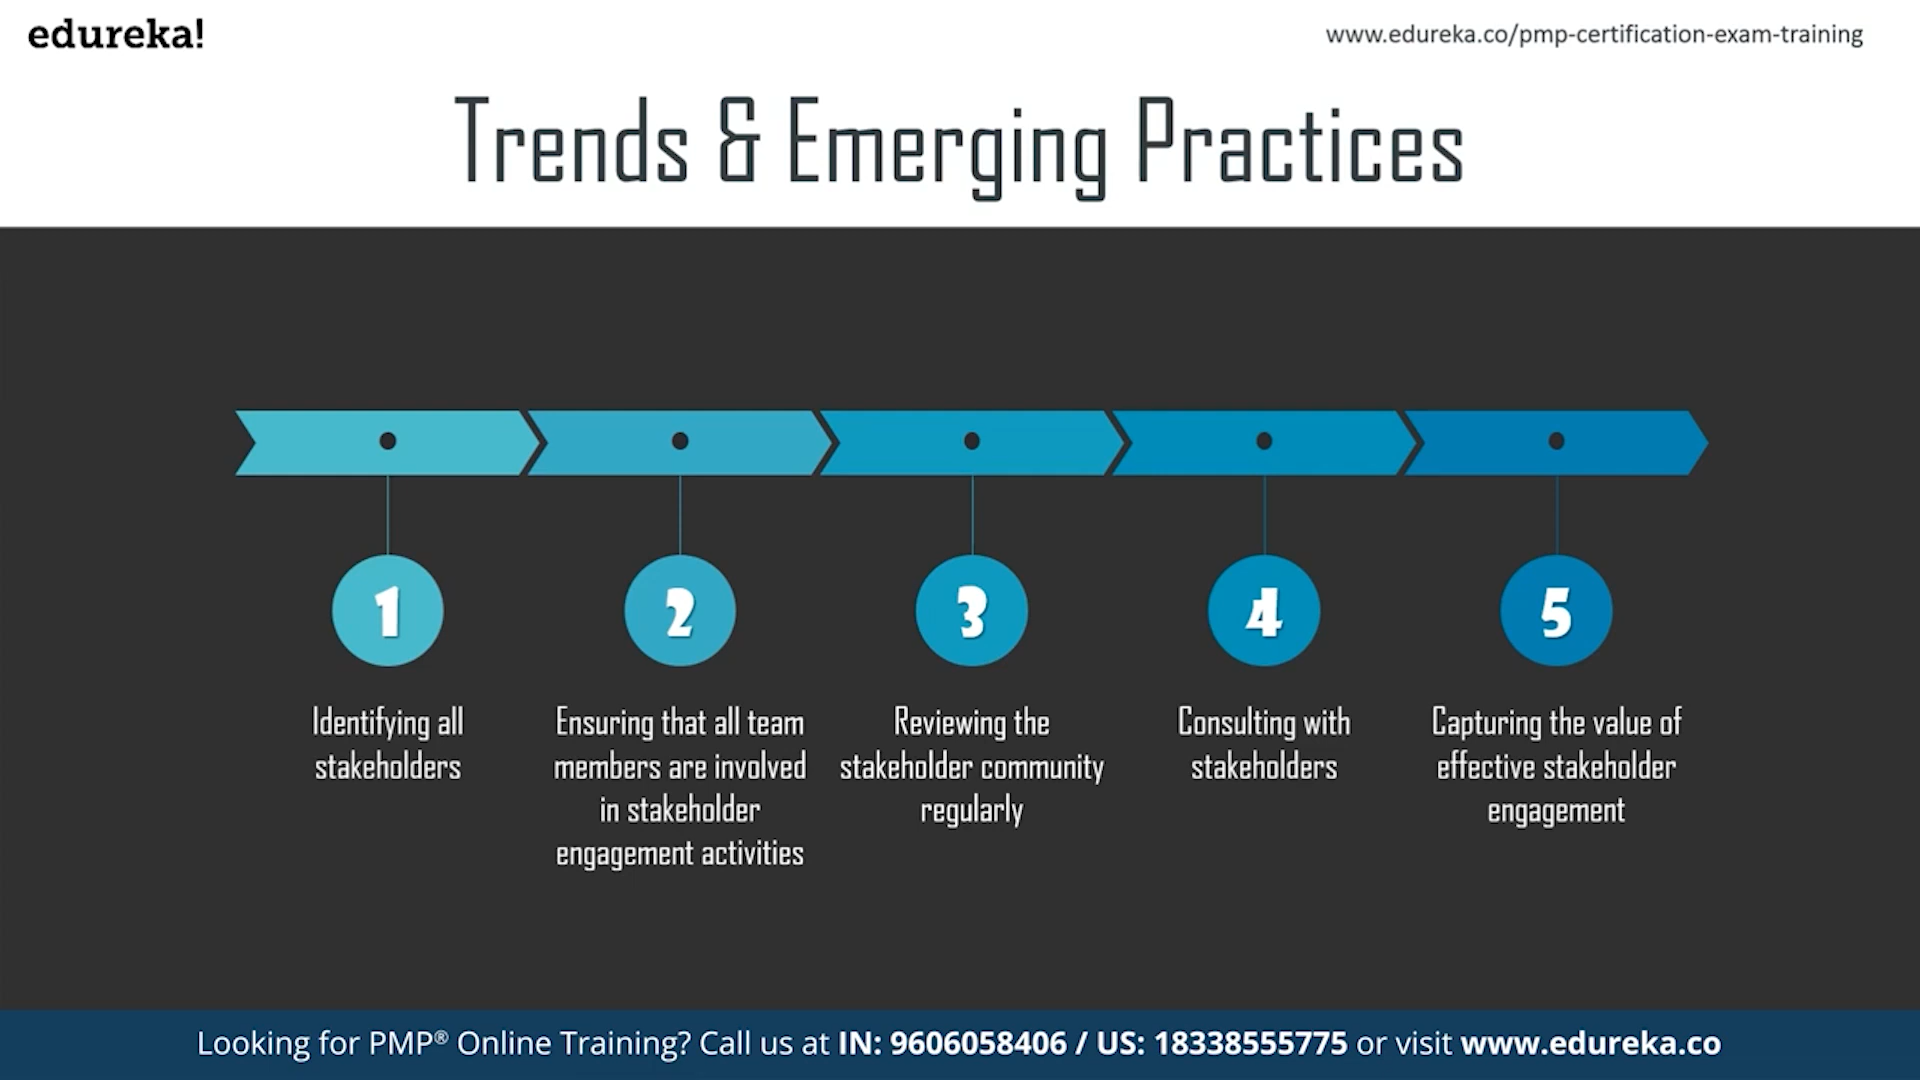 edureka!
www.edureka.co/pmp-certification-exam-training
Trends & Emerging Practices
1
Identifying all
stakeholders
2
Ensuring that all team
members are involved
in stakeholder
engagement activities
3
Reviewing the
stakeholder community
regularly
4
Consulting with
stakeholders
5
Capturing the value of
effective stakeholder
engagement
Looking for PMP® Online Training? Call us at IN: 9606058406 / US: 18338555775 or visit www.edureka.co